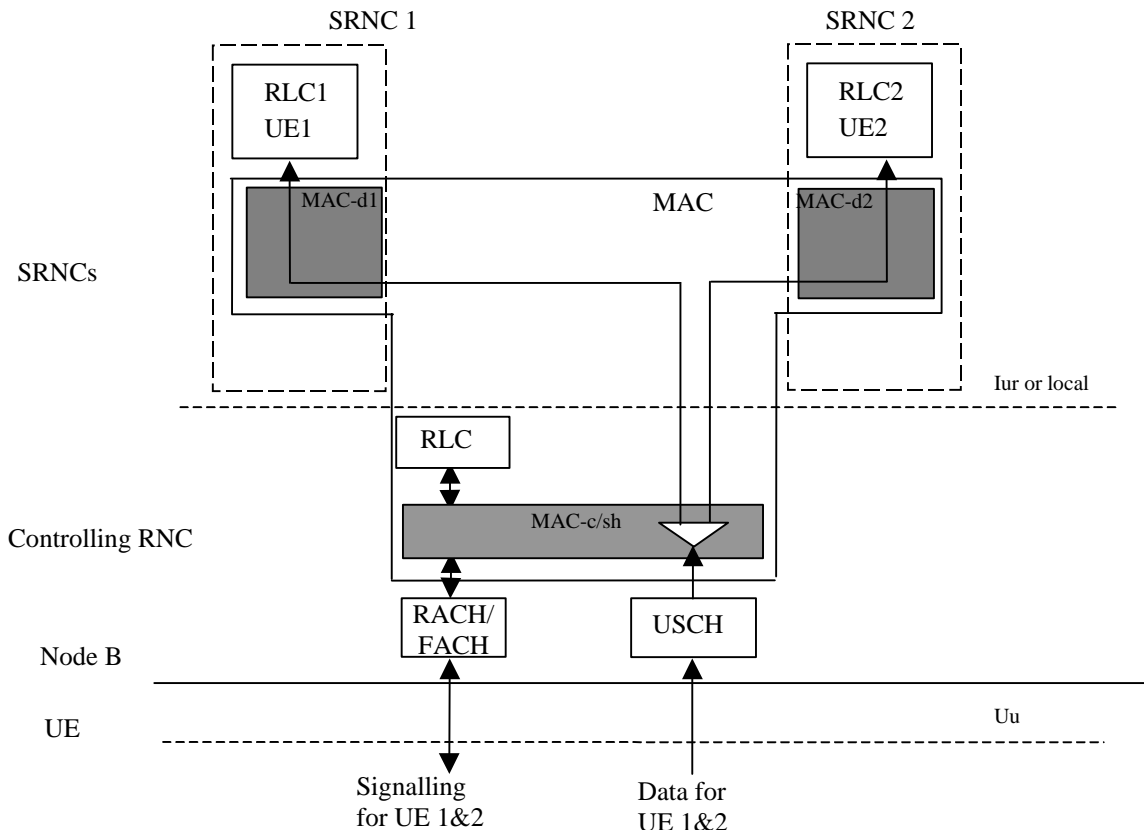 SRNC 1
SRNC 2
RLC1
UE1
RLC2
UE2
MAC-d1
MAC
MAC-d2
SRNCs
Iur or local
RLC
MAC-c/sh
Controlling RNC
RACH/
FACH
USCH
Node B
UE
Uu
Signalling
for UE 1&2
Data for
UE 1&2